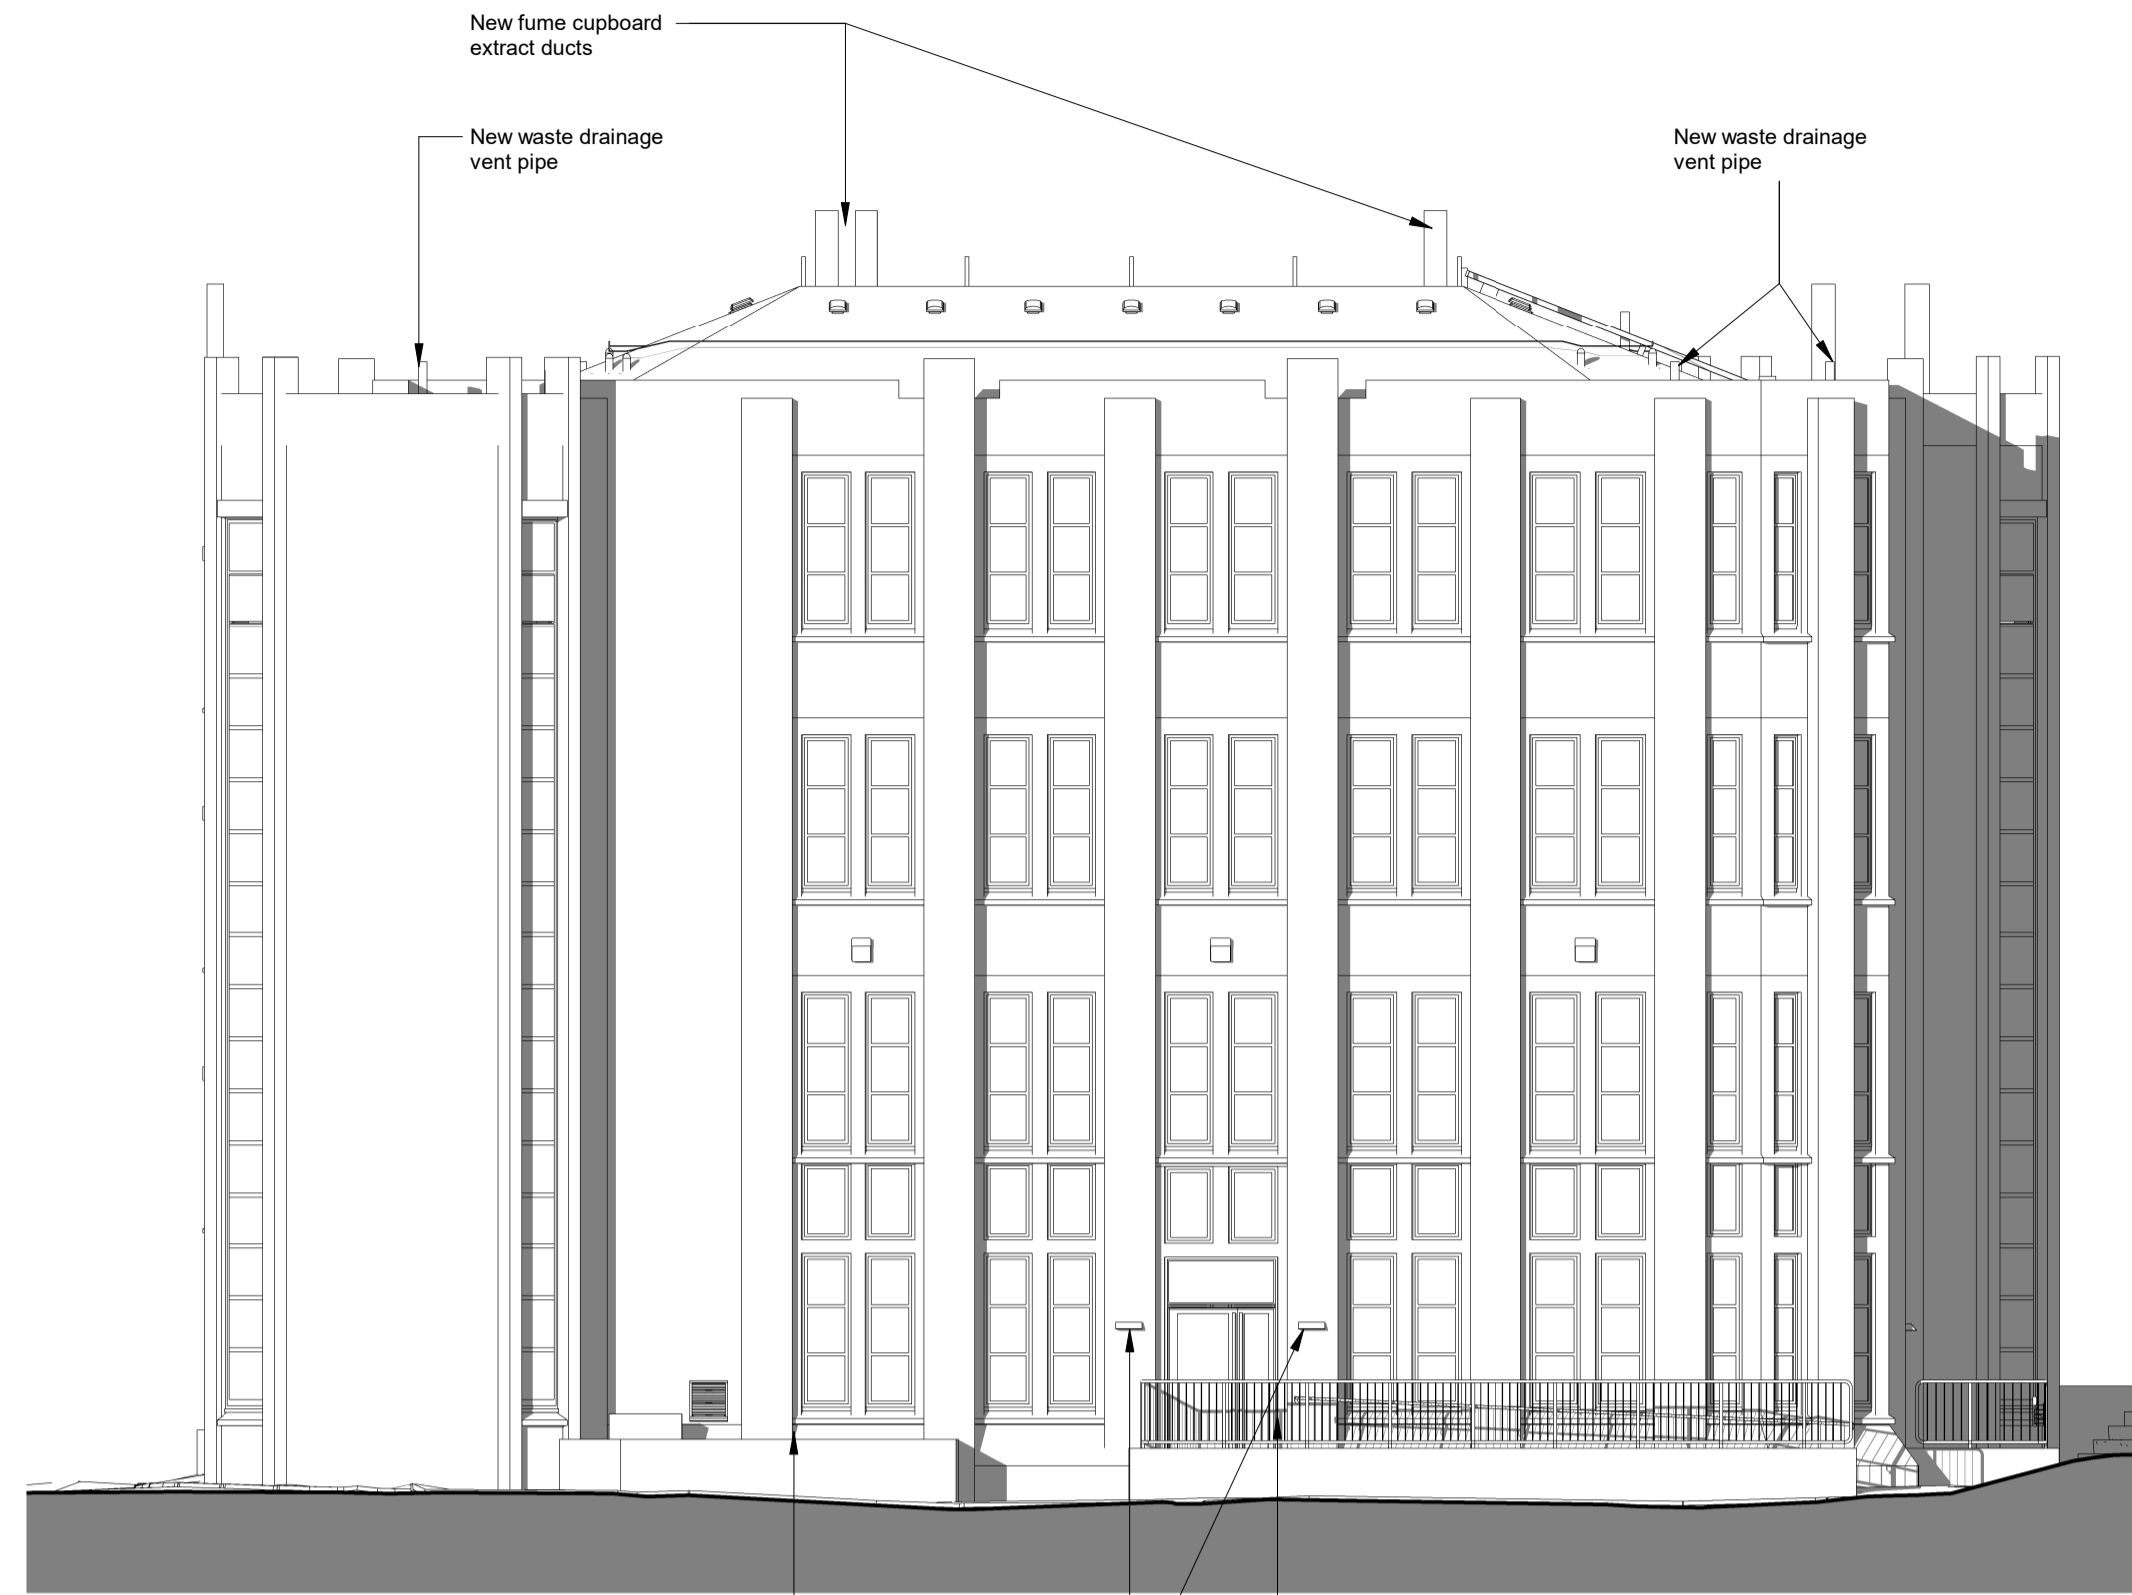 New fume cupboard
extract ducts
New waste drainage
vent pipe
New waste drainage
vent pipe